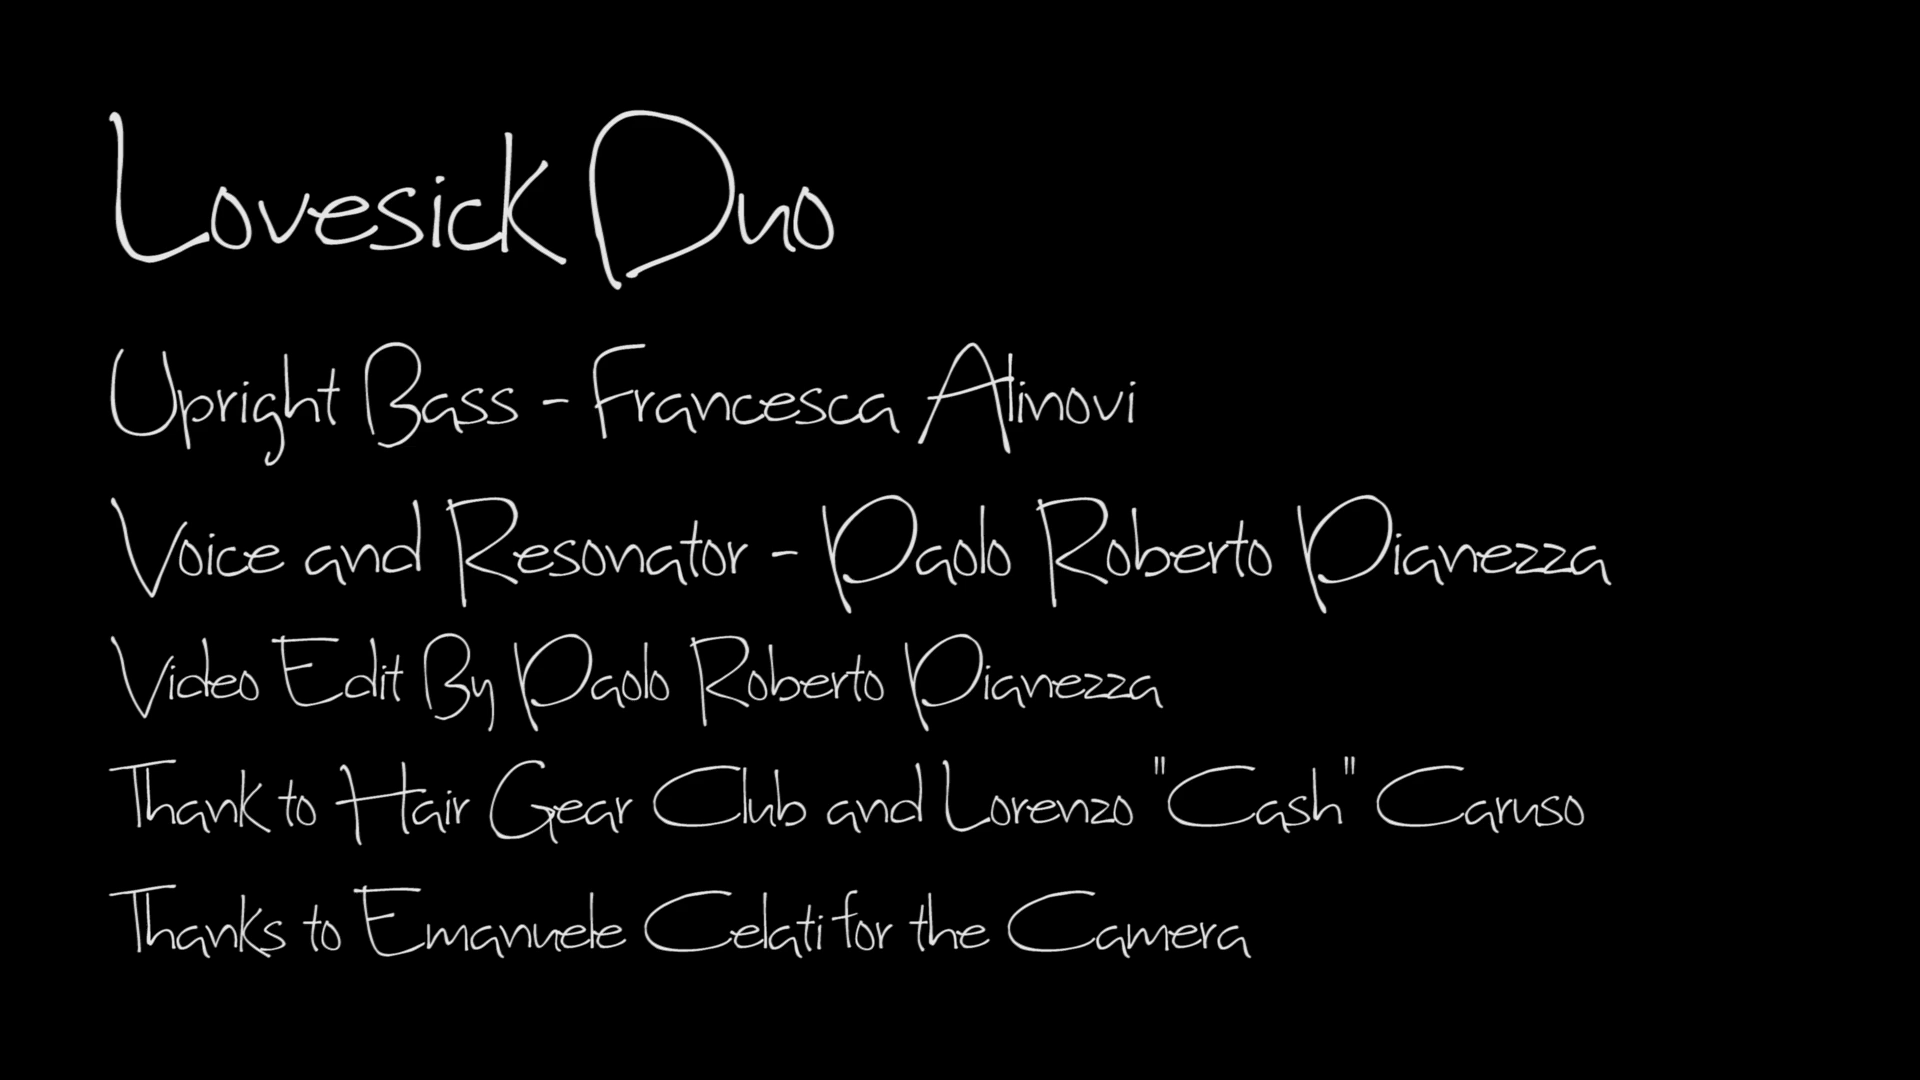 Lovesick Duo
Upright Bass - Francesca Alinovi
Voice and Resonator - Paolo Roberto Pianezza
Video Edit By Paolo Roberto Pianezza
Thank to Hair Gear Club and Lorenzo "Cash" Caruso
Thanks to Emanuele Celati for the Camera